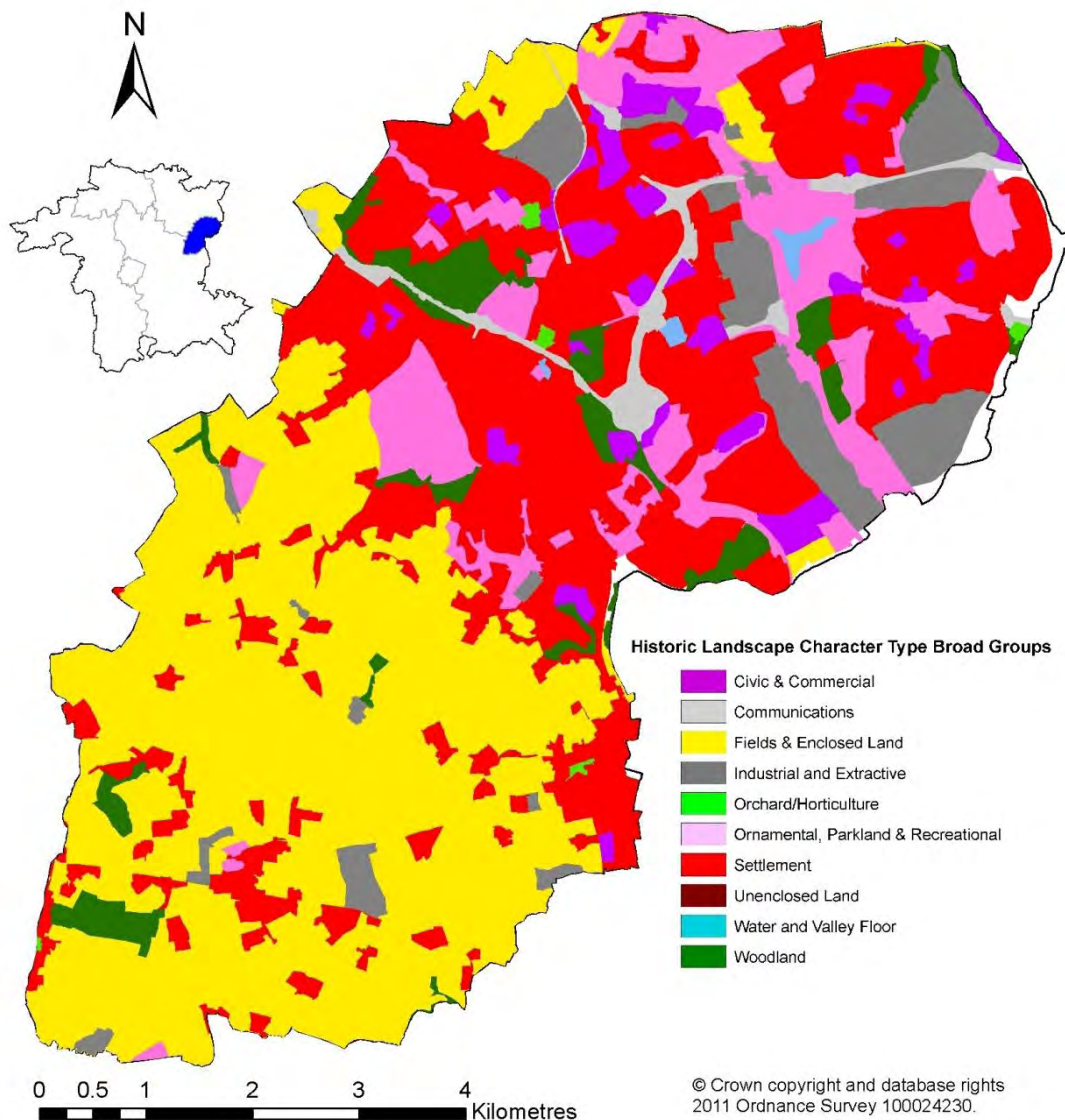 N
Historic Landscape Character Type Broad Groups
Civic & Commercial
Communications
Fields & Enclosed Land
Industrial and Extractive
Orchard/Horticulture
Ornamental, Parkland & Recreational
Settlement
Unenclosed Land
Water and Valley Floor
Woodland
0 0.5 1 2 3 4
Kilometres
© Crown copyright and database rights
2011 Ordnance Survey 100024230.